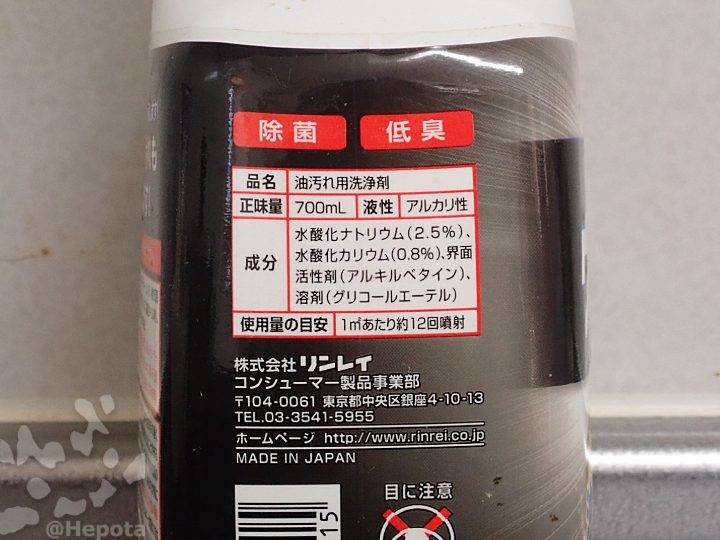 除菌 低臭
品名 油汚れ用洗浄剤
正味量 700mL 液性 アルカリ性
成分 水酸化ナトリウム(2.5%)、
水酸化カリウム(0.8%)、界面
活性剤(アルキルベタイン)、
溶剤(グリコールエーテル)
使用量の目安 1㎡あたり約12回噴射
株式会社リンレイ
コンシューマー製品事業部
〒104-0061 東京都中央区銀座4-10-13
TEL.03-3541-5955
ホームページ http://www.rinrei.co.jp
MADE IN JAPAN
目に注意
15
@Hepota